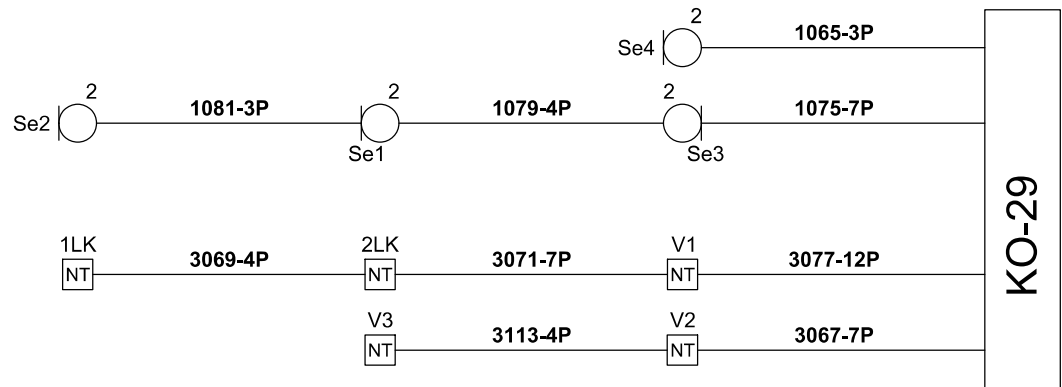 2
Se4
1065-3P
2
Se2
1081-3P
2
Se1
1079-4P
2
Se3
1075-7P
KO-29
1LK
NT
3069-4P
2LK
NT
3071-7P
V1
NT
3077-12P
V3
NT
3113-4P
V2
NT
3067-7P